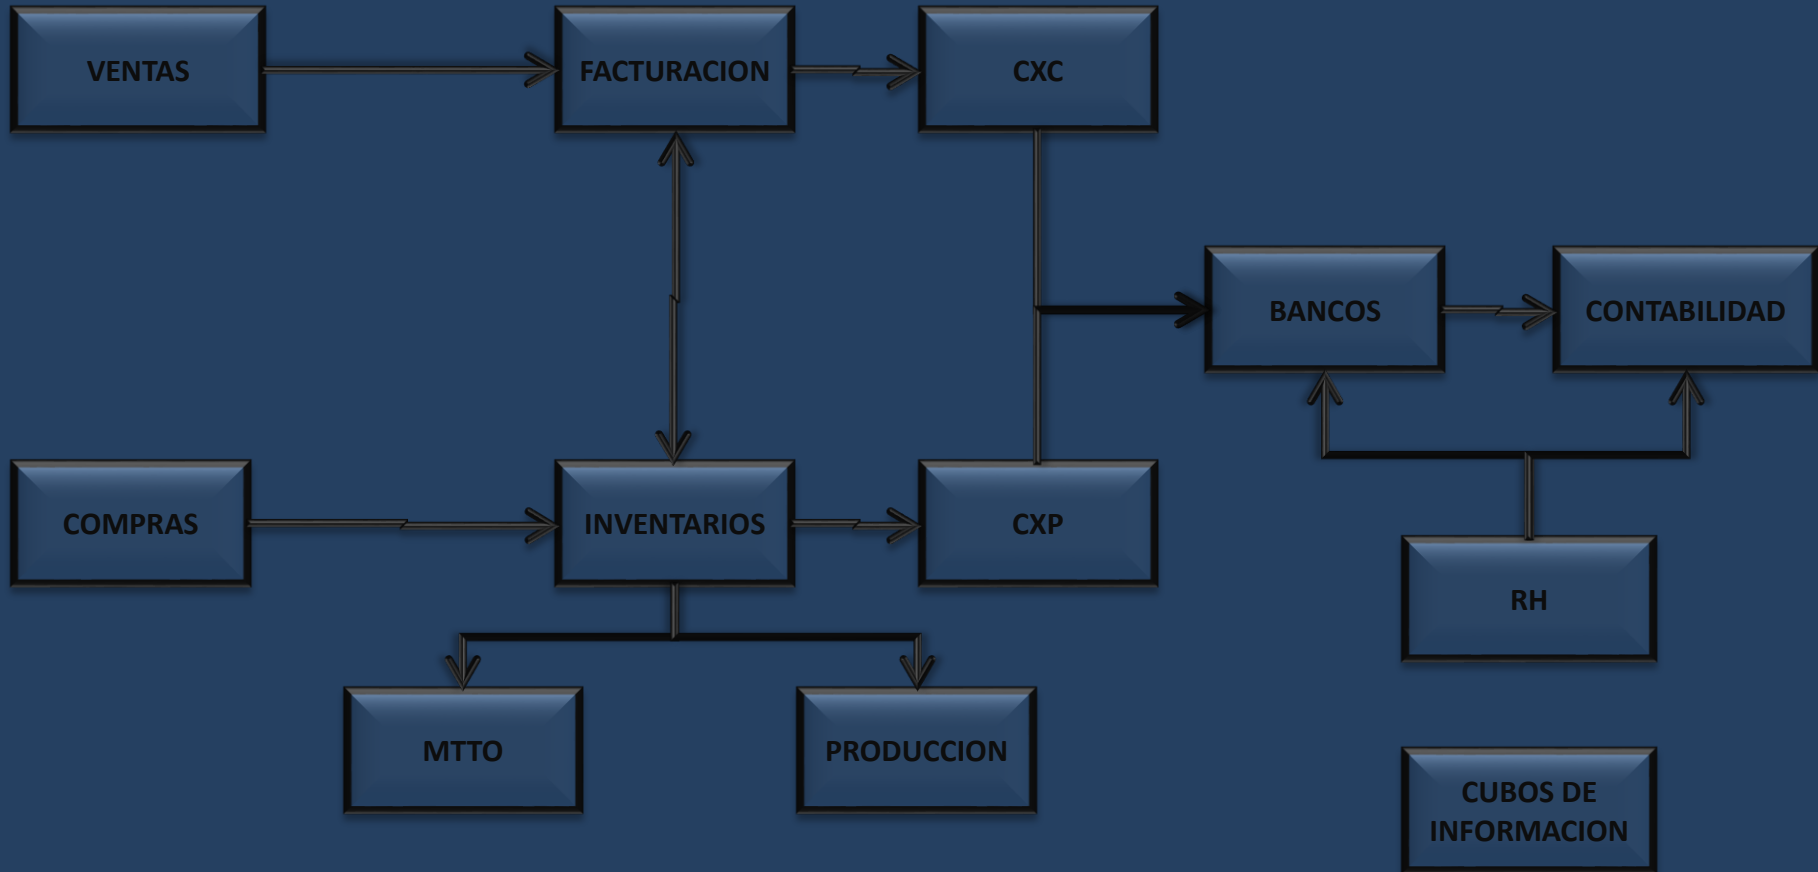 VENTAS
FACTURACION
CXC
BANCOS
CONTABILIDAD
COMPRAS
INVENTARIOS
CXP
RH
MTTO
PRODUCCION
CUBOS DE
INFORMACION